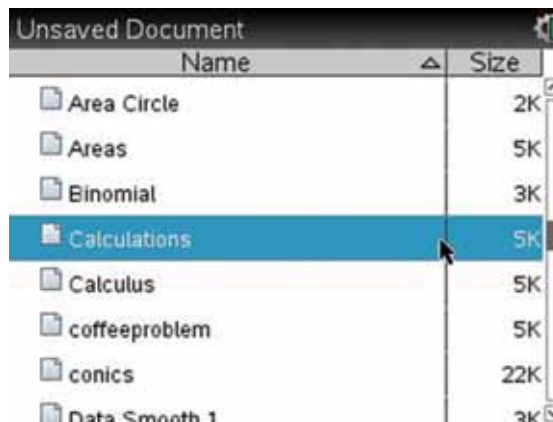 Unsaved Document
Name Size
Area Circle 2K
Areas 5K
Binomial 3K
Calculations 5K
Calculus 5K
coffeeproblem 5K
conics 22K
Data Smooth 1 3K